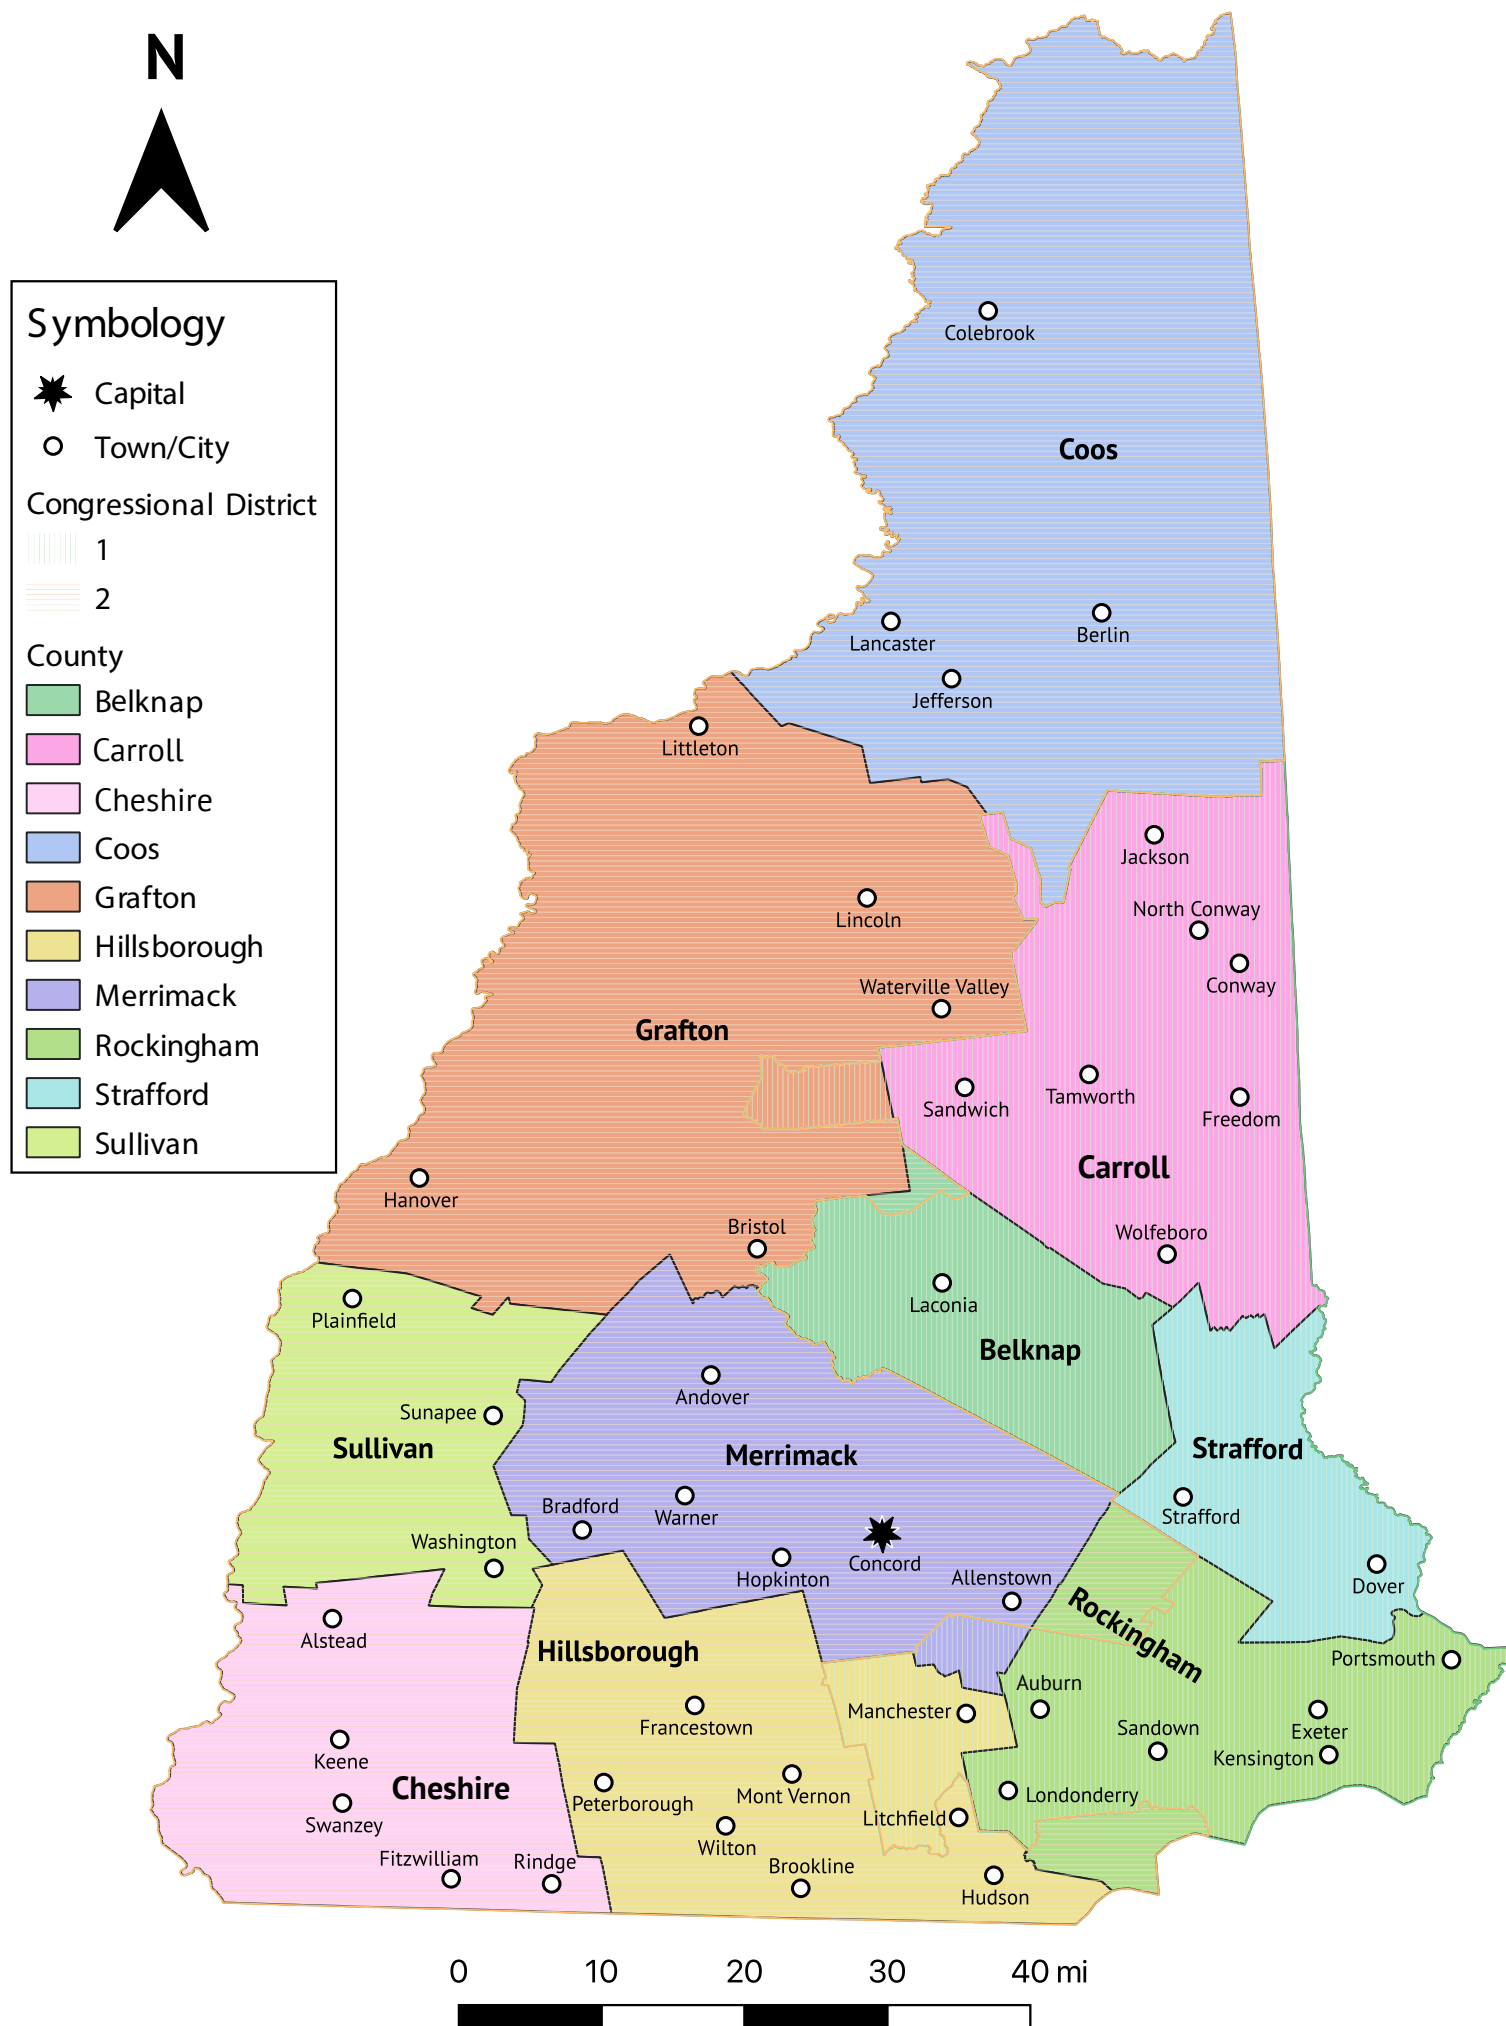 N
Symbology
Capital
Town/City
Congressional District
1
2
County
Belknap
Carroll
Cheshire
Coos
Grafton
Hillsborough
Merrimack
Rockingham
Strafford
Sullivan
Colebrook
Coos
Lancaster
Berlin
Jefferson
Littleton
Jackson
Lincoln
North Conway
Conway
Waterville Valley
Grafton
Sandwich
Tamworth
Freedom
Carroll
Hanover
Bristol
Wolfeboro
Plainfield
Laconia
Belknap
Andover
Sunapee
Sullivan
Merrimack
Strafford
Bradford
Warner
Strafford
Washington
Concord
Hopkinton
Allenstown
Dover
Rockingham
Alstead
Hillsborough
Portsmouth
Auburn
Manchester
Francestown
Sandown
Exeter
Kensington
Keene
Cheshire
Peterborough
Mont Vernon
Londonderry
Swanzey
Litchfield
Wilton
Fitzwilliam
Rindge
Brookline
Hudson
0 10 20 30 40 mi